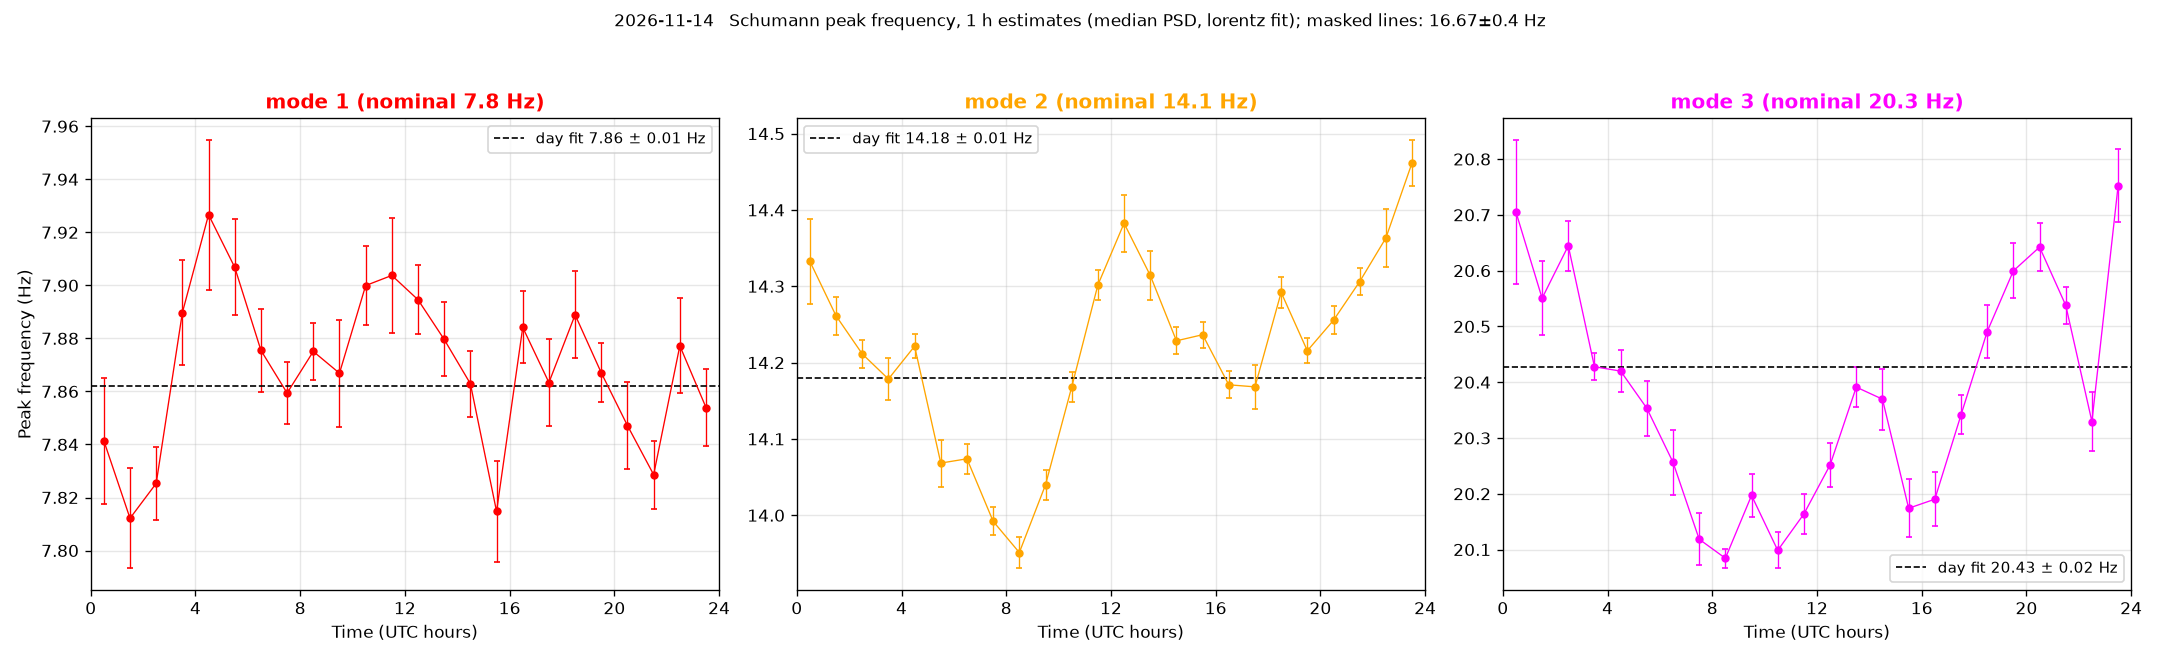 2026-11-14   Schumann peak frequency, 1 h estimates (median PSD, lorentz fit); masked lines: 16.67±0.4 Hz
mode 1 (nominal 7.8 Hz)
7.96
7.94
7.92
7.90
7.88
7.86
7.84
7.82
7.80
Peak frequency (Hz)
day fit 7.86 ± 0.01 Hz
0 4 8 12 16 20 24
Time (UTC hours)
mode 2 (nominal 14.1 Hz)
14.5
14.4
14.3
14.2
14.1
14.0
day fit 14.18 ± 0.01 Hz
0 4 8 12 16 20 24
Time (UTC hours)
mode 3 (nominal 20.3 Hz)
20.8
20.7
20.6
20.5
20.4
20.3
20.2
20.1
day fit 20.43 ± 0.02 Hz
0 4 8 12 16 20 24
Time (UTC hours)